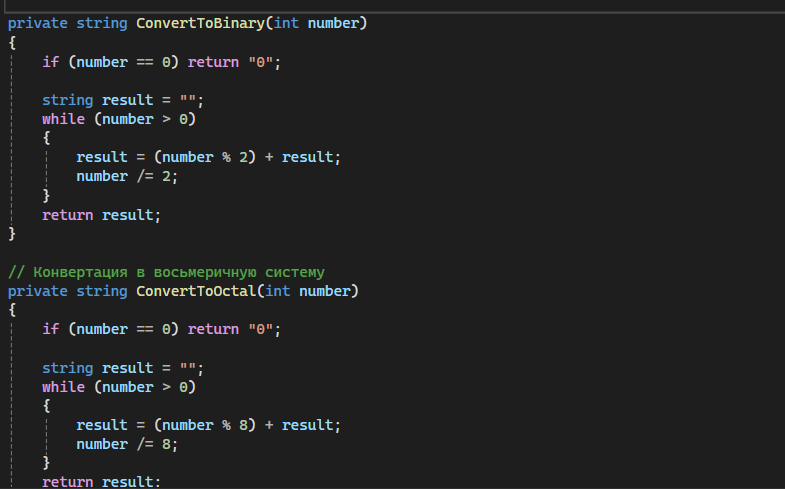 private string ConvertToBinary(int number)
{
    if (number == 0) return "0";
    string result = "";
    while (number > 0)
    {
        result = (number % 2) + result;
        number /= 2;
    }
    return result;
}
// Конвертация в восьмеричную систему
private string ConvertToOctal(int number)
{
    if (number == 0) return "0";
    string result = "";
    while (number > 0)
    {
        result = (number % 8) + result;
        number /= 8;
    }
    return result;